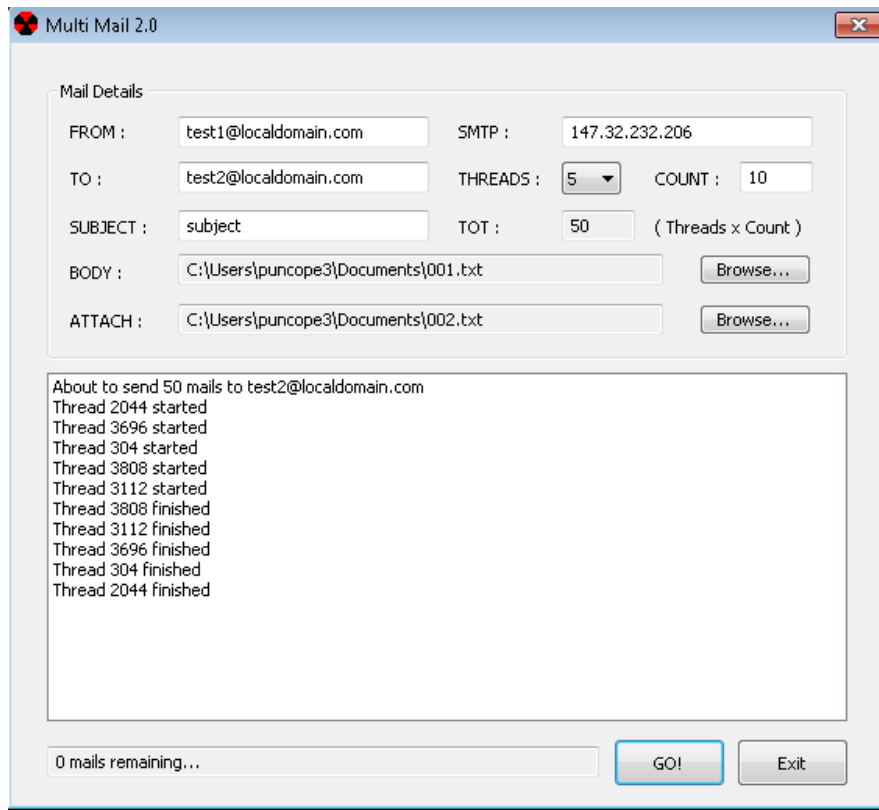 Multi Mail 2.0
Mail Details
FROM : test1@localdomain.com SMTP : 147.32.232.206
TO : test2@localdomain.com THREADS : 5 COUNT : 10
SUBJECT : subject TOT : 50 ( Threads x Count )
BODY : C:\Users\puncope3\Documents\001.txt Browse...
ATTACH : C:\Users\puncope3\Documents\002.txt Browse...
About to send 50 mails to test2@localdomain.com
Thread 2044 started
Thread 3696 started
Thread 304 started
Thread 3808 started
Thread 3112 started
Thread 3808 finished
Thread 3112 finished
Thread 3696 finished
Thread 304 finished
Thread 2044 finished
0 mails remaining... GO! Exit